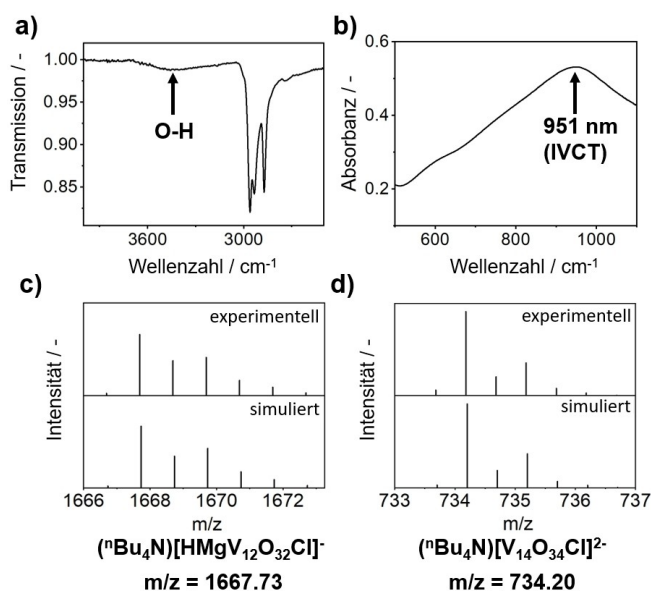 a)
Transmission / -
1.00
0.95
0.90
0.85
O-H
3600
3000
Wellenzahl / cm⁻¹
b)
Absorbanz / -
0.6
0.4
0.2
951 nm
(IVCT)
600
800
1000
Wellenzahl / cm⁻¹
c)
Intensität / -
experimentell
simuliert
1666
1668
1670
1672
m/z
(ⁿBu₄N)[HMgV₁₂O₃₂Cl]⁻
m/z = 1667.73
d)
Intensität / -
experimentell
simuliert
733
734
735
736
737
m/z
(ⁿBu₄N)[V₁₄O₃₄Cl]²⁻
m/z = 734.20